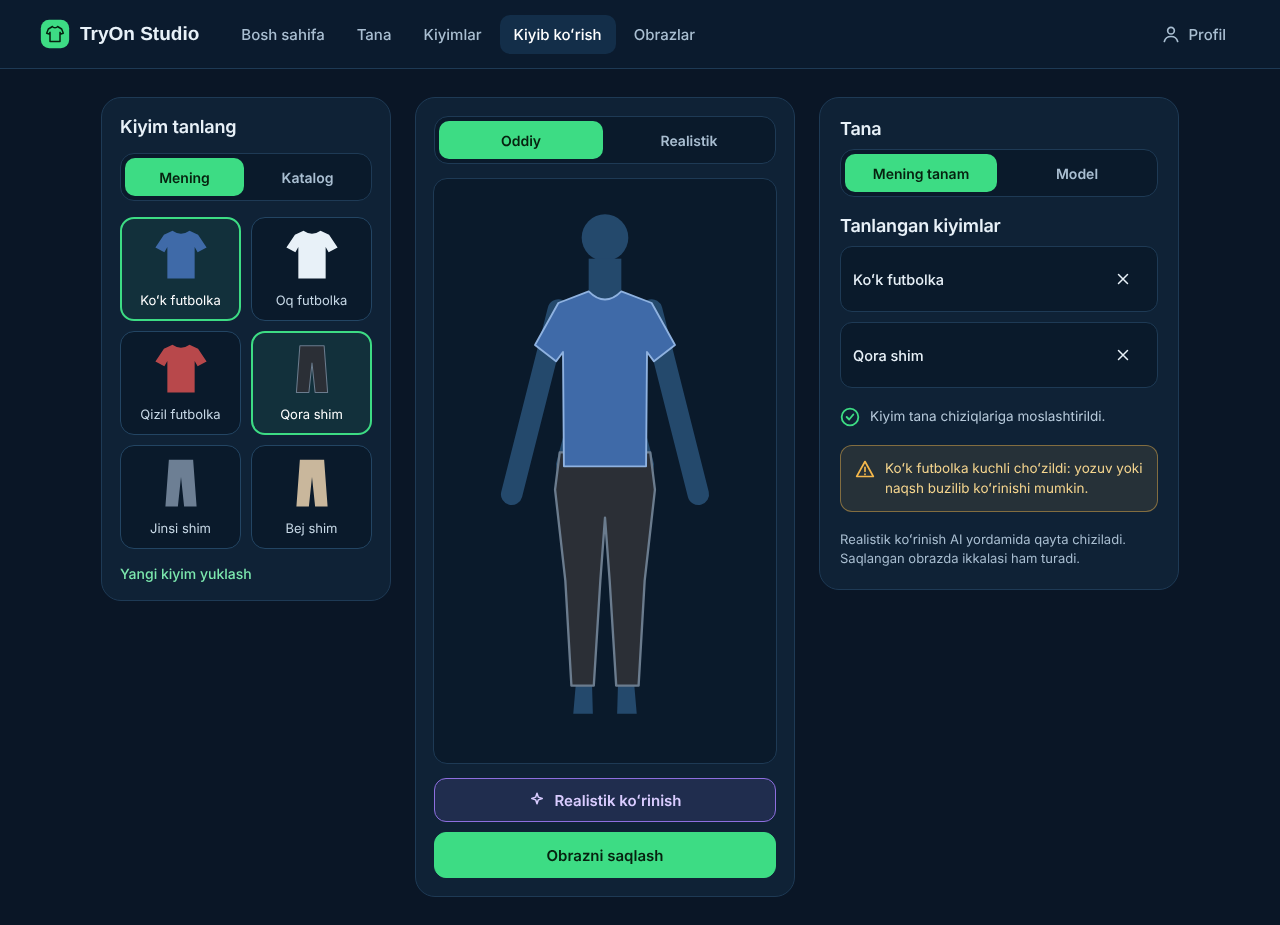 TryOn Studio
Bosh sahifa
Tana
Kiyimlar
Kiyib koʻrish
Obrazlar
Profil
Kiyim tanlang
Mening
Katalog
Koʻk futbolka
Oq futbolka
Qizil futbolka
Qora shim
Jinsi shim
Bej shim
Yangi kiyim yuklash
Oddiy
Realistik
Realistik koʻrinish
Obrazni saqlash
Tana
Mening tanam
Model
Tanlangan kiyimlar
Koʻk futbolka
Qora shim
Kiyim tana chiziqlariga moslashtirildi.
Koʻk futbolka kuchli choʻzildi: yozuv yoki
naqsh buzilib koʻrinishi mumkin.
Realistik koʻrinish AI yordamida qayta chiziladi.
Saqlangan obrazda ikkalasi ham turadi.